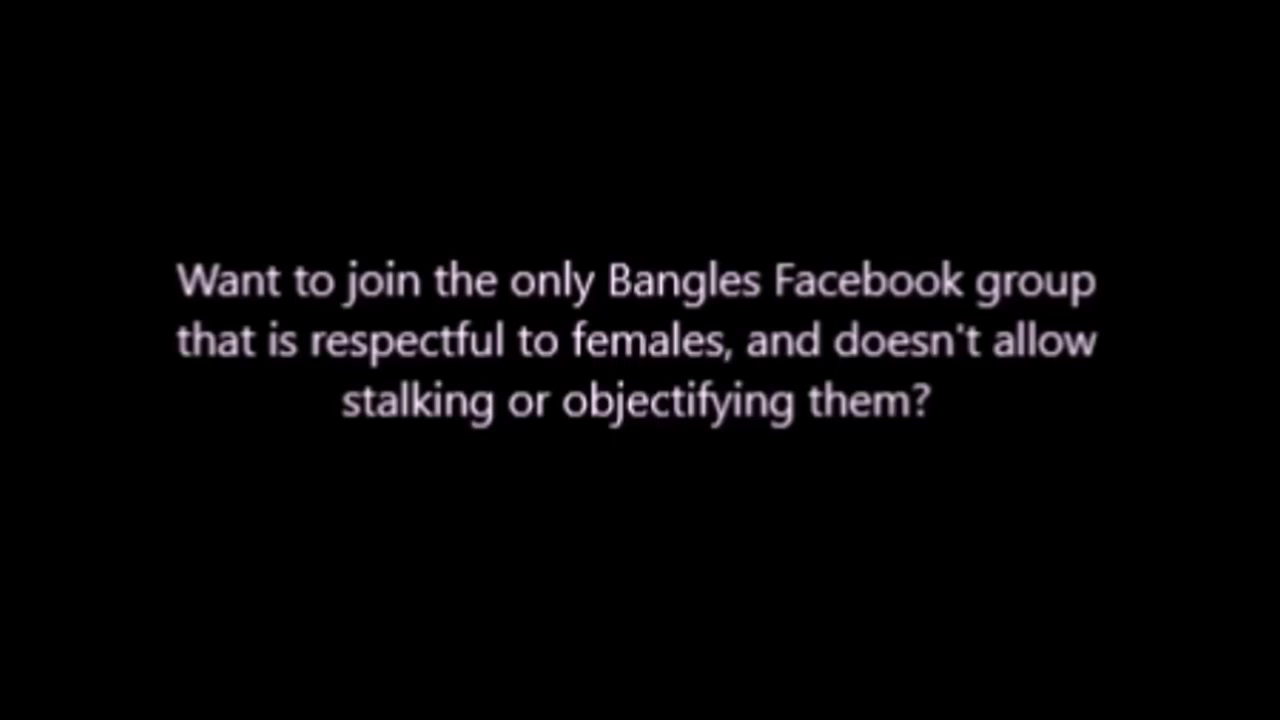 Want to join the only Bangles Facebook group
that is respectful to females, and doesn't allow
stalking or objectifying them?